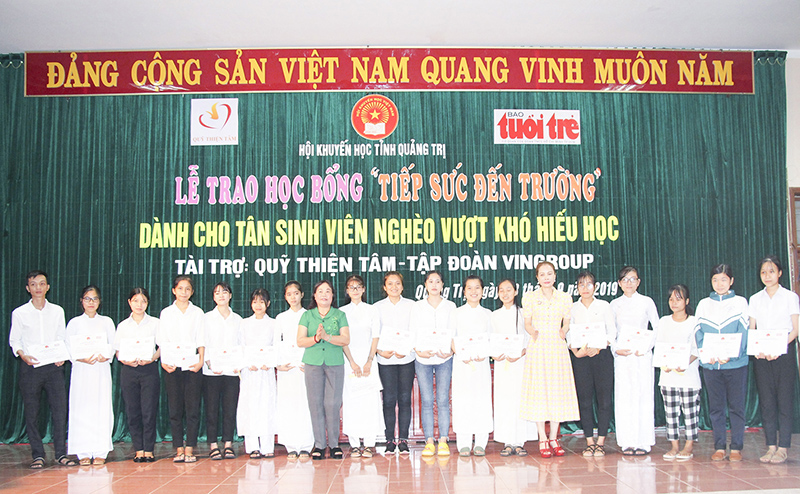 ĐẢNG CỘNG SẢN VIỆT NAM QUANG VINH MUÔN NĂM
QUỸ THIỆN TÂM
BÁO
tuổi trẻ
HỘI KHUYẾN HỌC TỈNH QUẢNG TRỊ
LỄ TRAO HỌC BỔNG "TIẾP SỨC ĐẾN TRƯỜNG"
DÀNH CHO TÂN SINH VIÊN NGHÈO VƯỢT KHÓ HIẾU HỌC
TÀI TRỢ: QUỸ THIỆN TÂM-TẬP ĐOÀN VINGROUP
2019